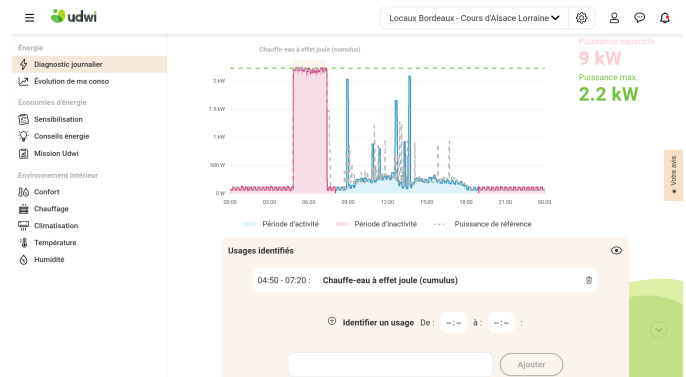 udwi
Locaux Bordeaux - Cours d'Alsace Lorraine
Énergie
Diagnostic journalier
Évolution de ma conso
Économies d'énergie
Sensibilisation
Conseils énergie
Mission Udwi
Environnement intérieur
Confort
Chauffage
Climatisation
Température
Humidité
Chauffe-eau à effet joule (cumulus)
2 kW
1.5 kW
1 kW
500 W
0 W
00:00 03:00 06:00 09:00 12:00 15:00 18:00 21:00 00:00
Période d'activité Période d'inactivité Puissance de référence
Puissance souscrite
9 kW
Puissance max.
2.2 kW
★ Votre avis
Usages identifiés
04:50 - 07:20 : Chauffe-eau à effet joule (cumulus)
Identifier un usage De : --:-- à : --:-- :
Ajouter